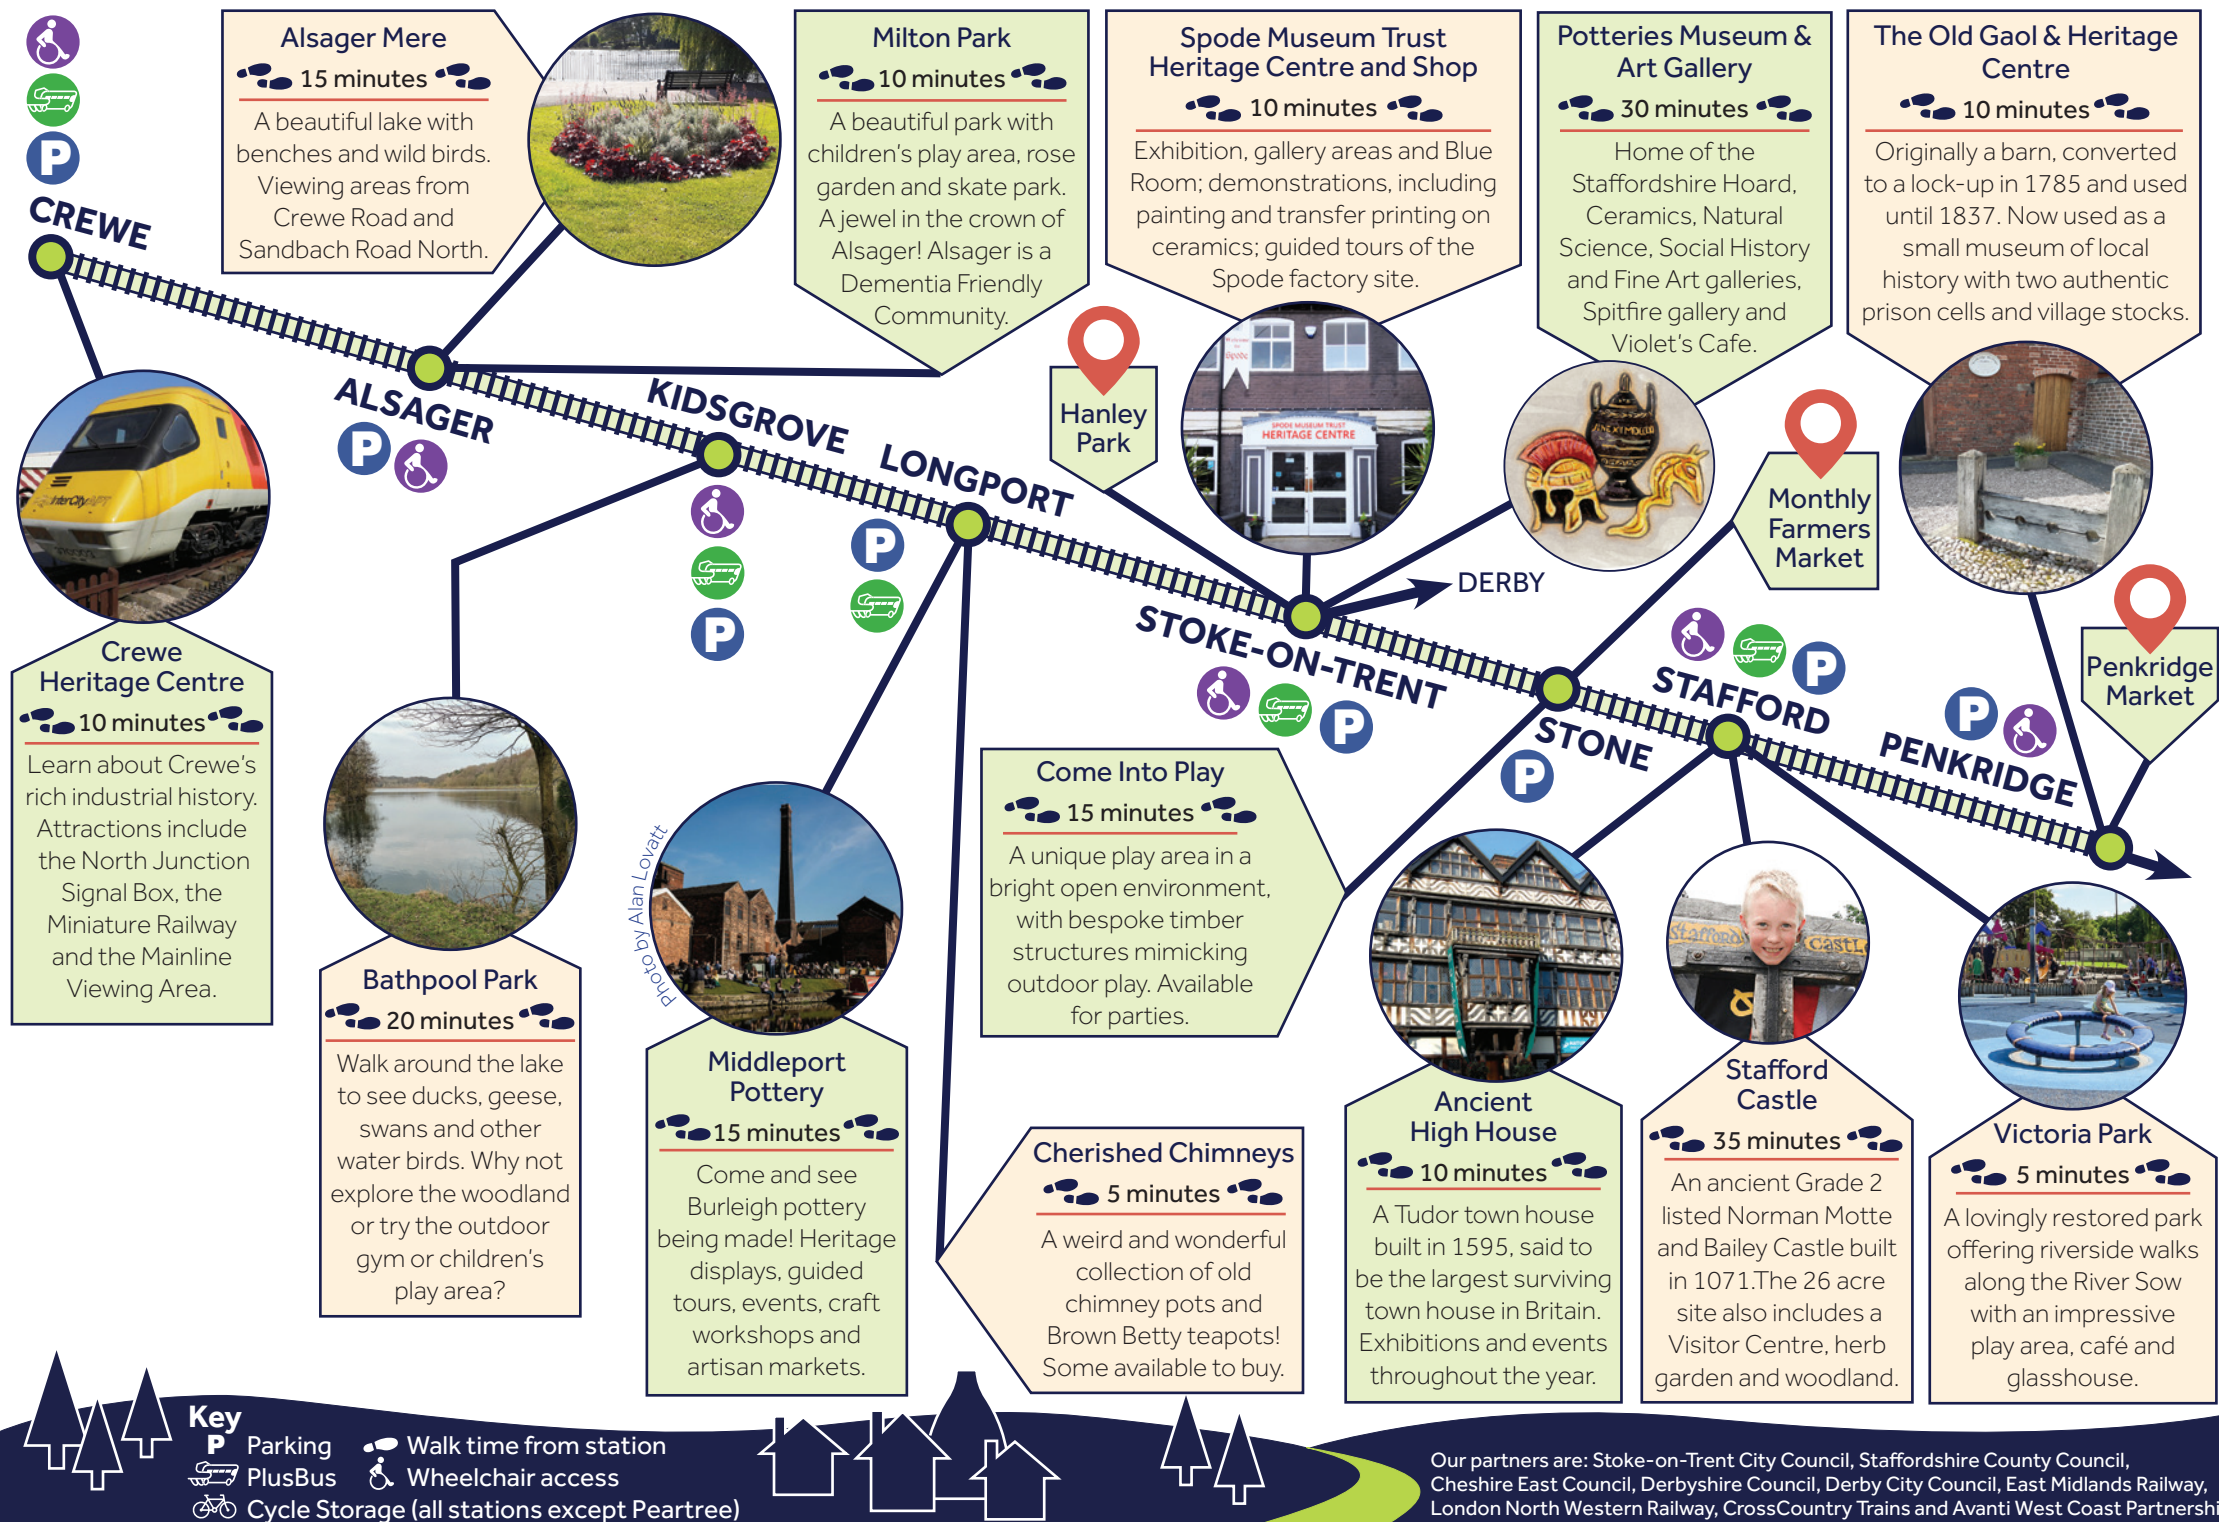 CREWE
Crewe
Heritage Centre
10 minutes
Learn about Crewe's
rich industrial history.
Attractions include
the North Junction
Signal Box, the
Miniature Railway
and the Mainline
Viewing Area.
Alsager Mere
15 minutes
A beautiful lake with
benches and wild birds.
Viewing areas from
Crewe Road and
Sandbach Road North.
Milton Park
10 minutes
A beautiful park with
children's play area, rose
garden and skate park.
A jewel in the crown of
Alsager! Alsager is a
Dementia Friendly
Community.
ALSAGER
P
KIDSGROVE
P
Bathpool Park
20 minutes
Walk around the lake
to see ducks, geese,
swans and other
water birds. Why not
explore the woodland
or try the outdoor
gym or children's
play area?
LONGPORT
P
Photo by Alan Lovatt
Middleport
Pottery
15 minutes
Come and see
Burleigh pottery
being made! Heritage
displays, guided
tours, events, craft
workshops and
artisan markets.
Cherished Chimneys
5 minutes
A weird and wonderful
collection of old
chimney pots and
Brown Betty teapots!
Some available to buy.
Hanley
Park
Spode Museum Trust
Heritage Centre and Shop
10 minutes
Exhibition, gallery areas and Blue
Room; demonstrations, including
painting and transfer printing on
ceramics; guided tours of the
Spode factory site.
SPODE MUSEUM TRUST
HERITAGE CENTRE
Potteries Museum &
Art Gallery
30 minutes
Home of the
Staffordshire Hoard,
Ceramics, Natural
Science, Social History
and Fine Art galleries,
Spitfire gallery and
Violet's Cafe.
DERBY
STOKE-ON-TRENT
P
Come Into Play
15 minutes
A unique play area in a
bright open environment,
with bespoke timber
structures mimicking
outdoor play. Available
for parties.
Monthly
Farmers
Market
STONE
P
STAFFORD
P
Ancient
High House
10 minutes
A Tudor town house
built in 1595, said to
be the largest surviving
town house in Britain.
Exhibitions and events
throughout the year.
Stafford
Castle
35 minutes
An ancient Grade 2
listed Norman Motte
and Bailey Castle built
in 1071.The 26 acre
site also includes a
Visitor Centre, herb
garden and woodland.
Victoria Park
5 minutes
A lovingly restored park
offering riverside walks
along the River Sow
with an impressive
play area, café and
glasshouse.
The Old Gaol & Heritage
Centre
10 minutes
Originally a barn, converted
to a lock-up in 1785 and used
until 1837. Now used as a
small museum of local
history with two authentic
prison cells and village stocks.
Penkridge
Market
P
PENKRIDGE
Key
P Parking
Walk time from station
PlusBus
Wheelchair access
Cycle Storage (all stations except Peartree)
Our partners are: Stoke-on-Trent City Council, Staffordshire County Council,
Cheshire East Council, Derbyshire Council, Derby City Council, East Midlands Railway,
London North Western Railway, CrossCountry Trains and Avanti West Coast